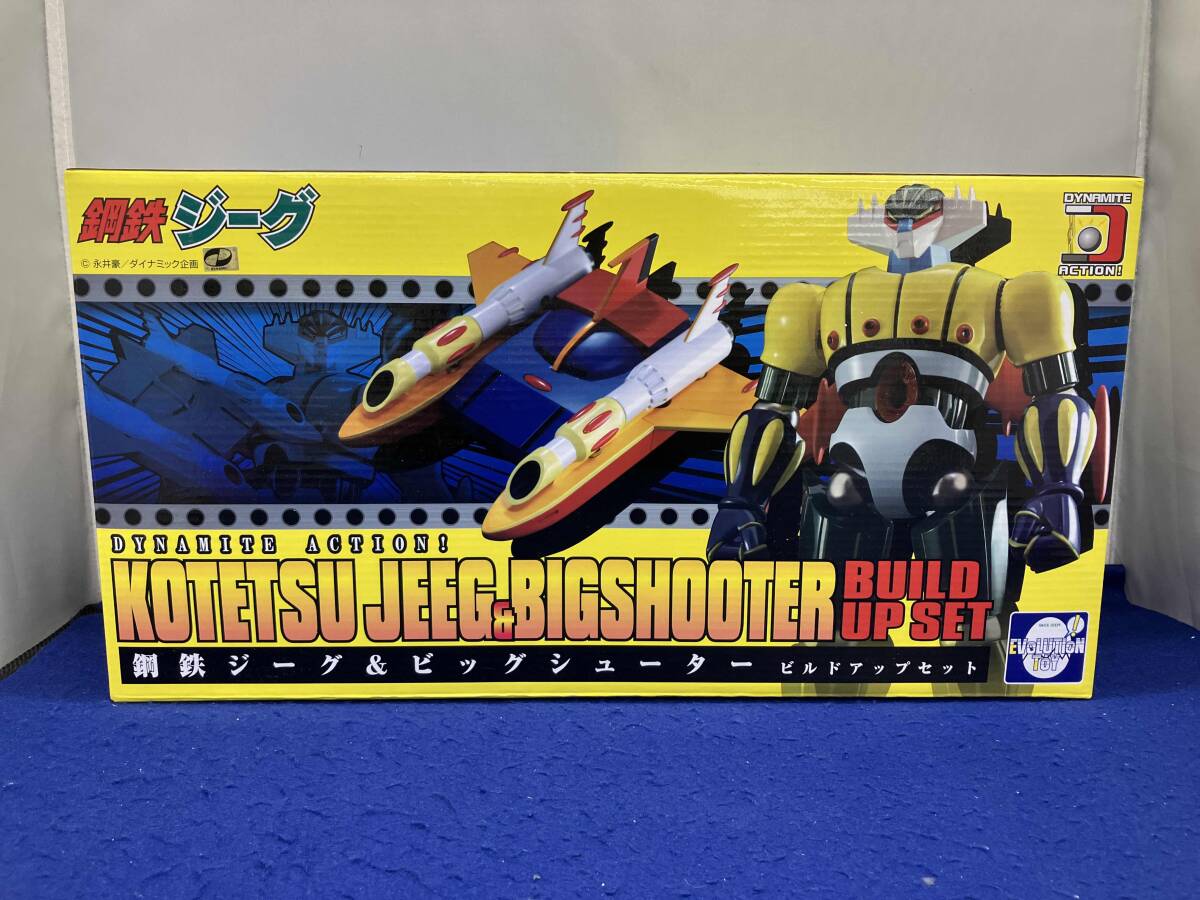 鋼鉄ジーグ
© 永井豪／ダイナミック企画
DYNAMITE
ACTION!
DYNAMITE ACTION!
KOTETSU JEEG & BIGSHOOTER
BUILD
UP SET
鋼鉄ジーグ&ビッグシューター ビルドアップセット
EVOLUTION!
TOY